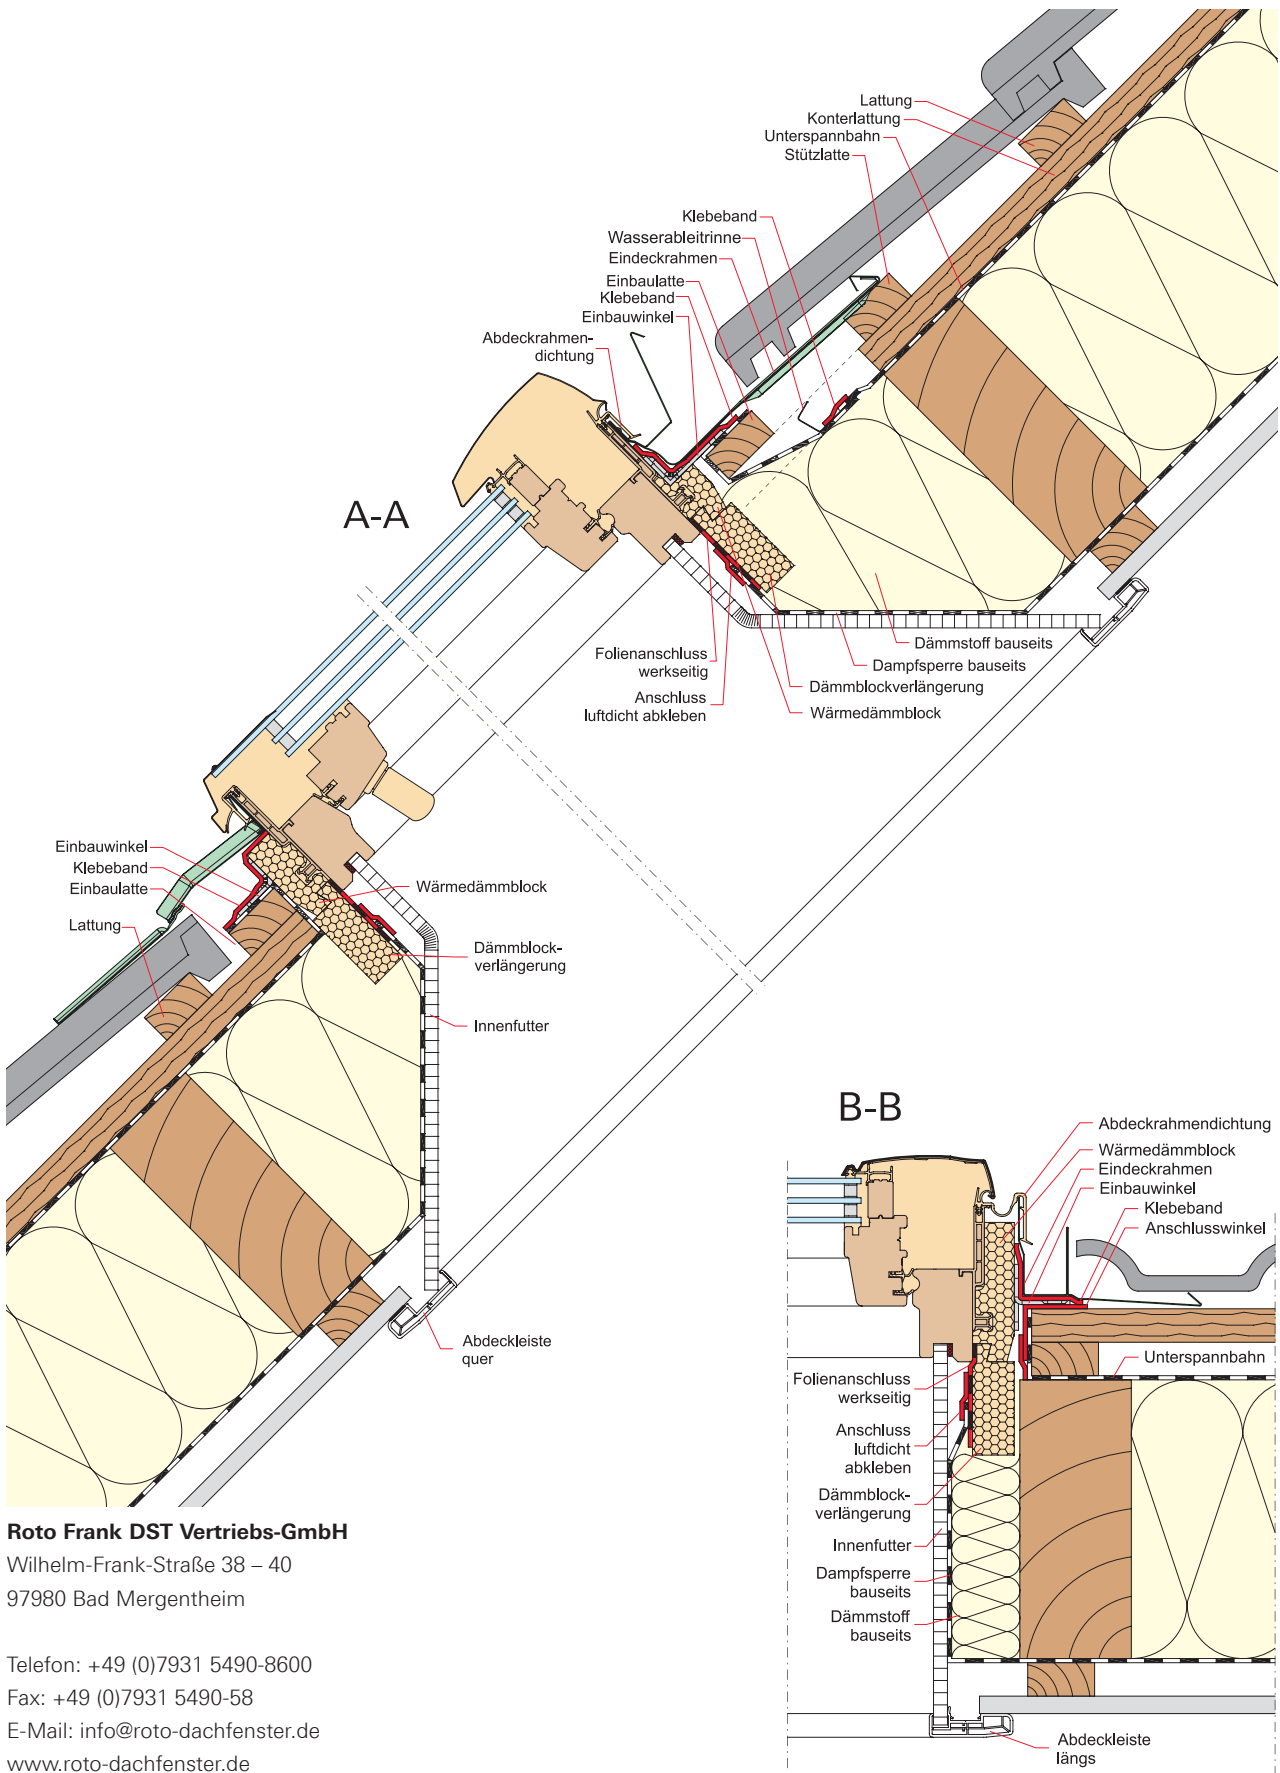 Lattung
Konterlattung
Unterspannbahn
Stützlatte
Klebeband
Wasserableitrinne
Eindeckrahmen
Einbaulatte
Klebeband
Einbauwinkel
Abdeckrahmen-
dichtung
A-A
Dämmstoff bauseits
Dampfsperre bauseits
Dämmblockverlängerung
Wärmedämmblock
Folienanschluss
werkseitig
Anschluss
luftdicht abkleben
Einbauwinkel
Klebeband
Einbaulatte
Lattung
Wärmedämmblock
Dämmblock-
verlängerung
Innenfutter
Abdeckleiste
quer
B-B
Abdeckrahmendichtung
Wärmedämmblock
Eindeckrahmen
Einbauwinkel
Klebeband
Anschlusswinkel
Unterspannbahn
Folienanschluss
werkseitig
Anschluss
luftdicht
abkleben
Dämmblock-
verlängerung
Innenfutter
Dampfsperre
bauseits
Dämmstoff
bauseits
Abdeckleiste
längs
Roto Frank DST Vertriebs-GmbH
Wilhelm-Frank-Straße 38 – 40
97980 Bad Mergentheim
Telefon: +49 (0)7931 5490-8600
Fax: +49 (0)7931 5490-58
E-Mail: info@roto-dachfenster.de
www.roto-dachfenster.de